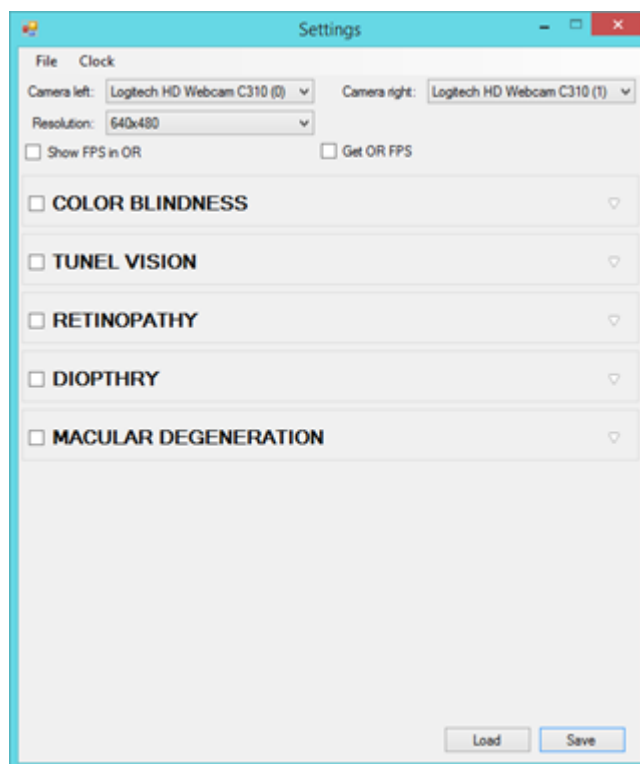 Settings
File Clock
Camera left: Logitech HD Webcam C310 (0) Camera right: Logitech HD Webcam C310 (1)
Resolution: 640x480
Show FPS in OR Get OR FPS
COLOR BLINDNESS
TUNEL VISION
RETINOPATHY
DIOPTHRY
MACULAR DEGENERATION
Load Save